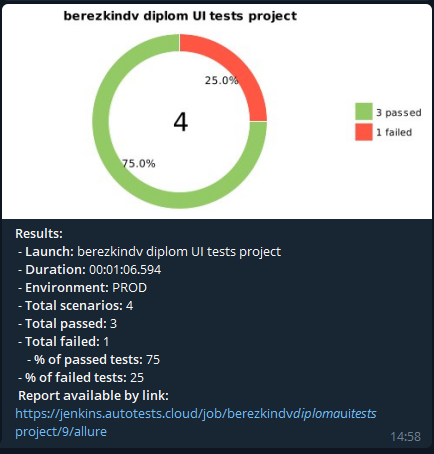 berezkindv diplom UI tests project
25.0%
4
3 passed
1 failed
75.0%
Results:
- Launch: berezkindv diplom UI tests project
- Duration: 00:01:06.594
- Environment: PROD
- Total scenarios: 4
- Total passed: 3
- Total failed: 1
- % of passed tests: 75
- % of failed tests: 25
Report available by link:
https://jenkins.autotests.cloud/job/berezkindvdiplomauitests
project/9/allure
14:58